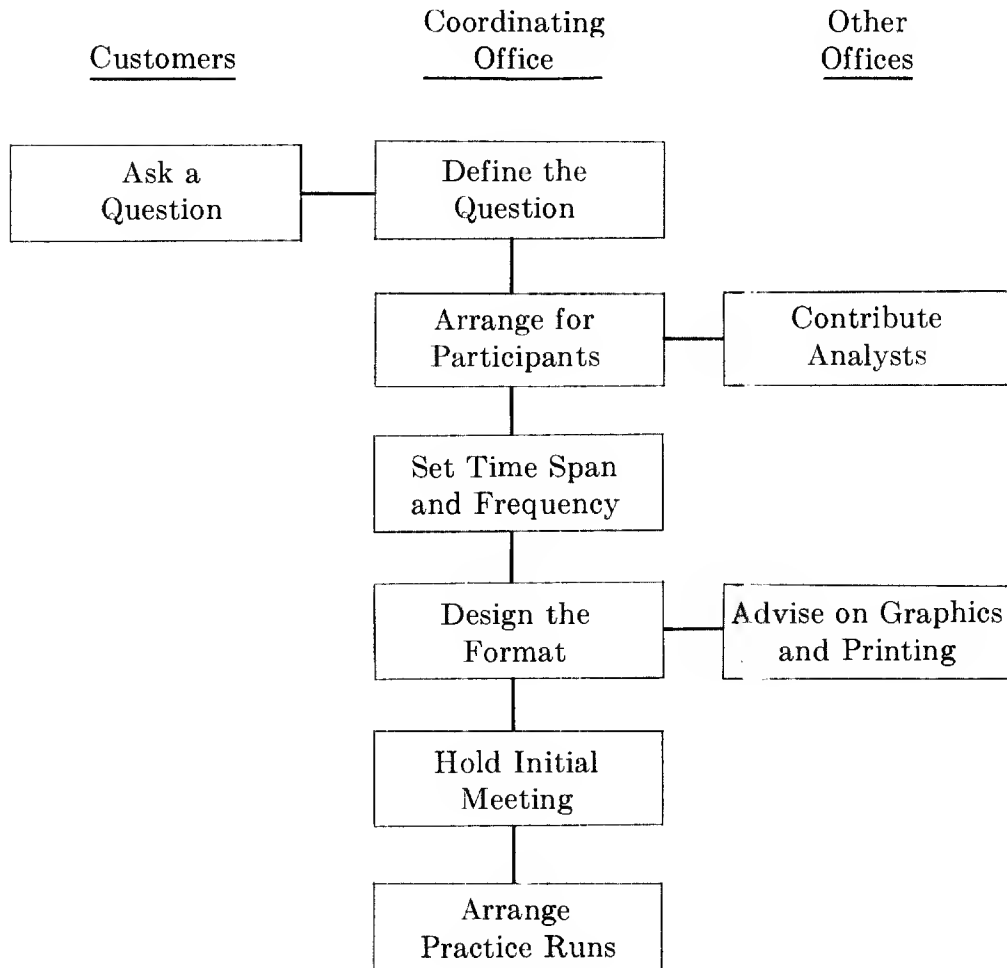 Customers
Coordinating
Office
Other
Offices
Ask a
Question
Define the
Question
Arrange for
Participants
Contribute
Analysts
Set Time Span
and Frequency
Design the
Format
Advise on Graphics
and Printing
Hold Initial
Meeting
Arrange
Practice Runs